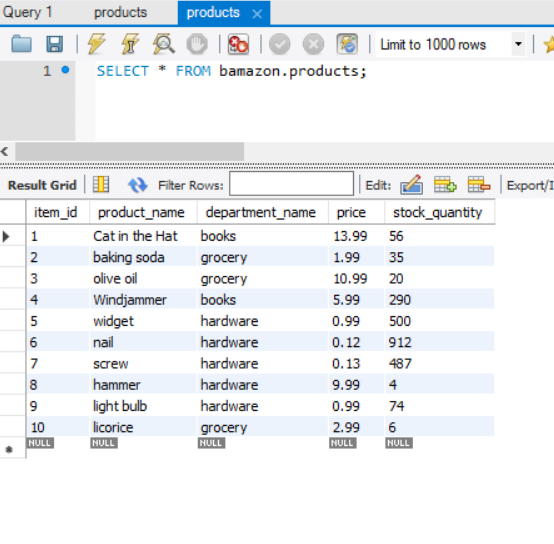 Query 1 products products ×
Limit to 1000 rows
1 SELECT * FROM bamazon.products;
Result Grid Filter Rows: Edit: Export/I
item_id product_name department_name price stock_quantity
1 Cat in the Hat books 13.99 56
2 baking soda grocery 1.99 35
3 olive oil grocery 10.99 20
4 Windjammer books 5.99 290
5 widget hardware 0.99 500
6 nail hardware 0.12 912
7 screw hardware 0.13 487
8 hammer hardware 9.99 4
9 light bulb hardware 0.99 74
10 licorice grocery 2.99 6
NULL NULL NULL NULL NULL